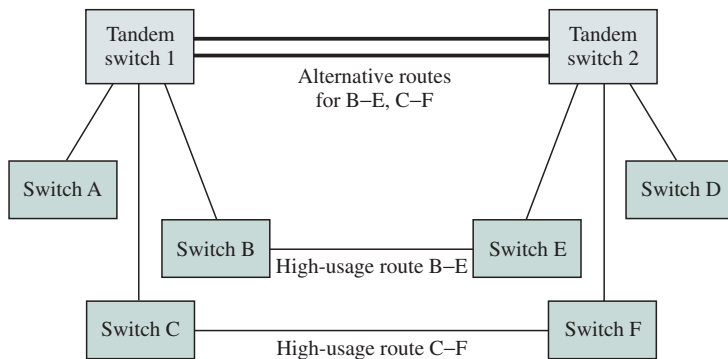 Tandem
switch 1
Tandem
switch 2
Alternative routes
for B–E, C–F
Switch A
Switch D
Switch B
Switch E
High-usage route B–E
Switch C
Switch F
High-usage route C–F